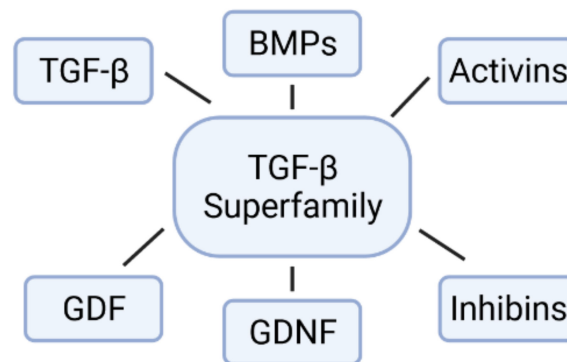 BMPs
TGF-β
Activins
TGF-β
Superfamily
GDF
GDNF
Inhibins